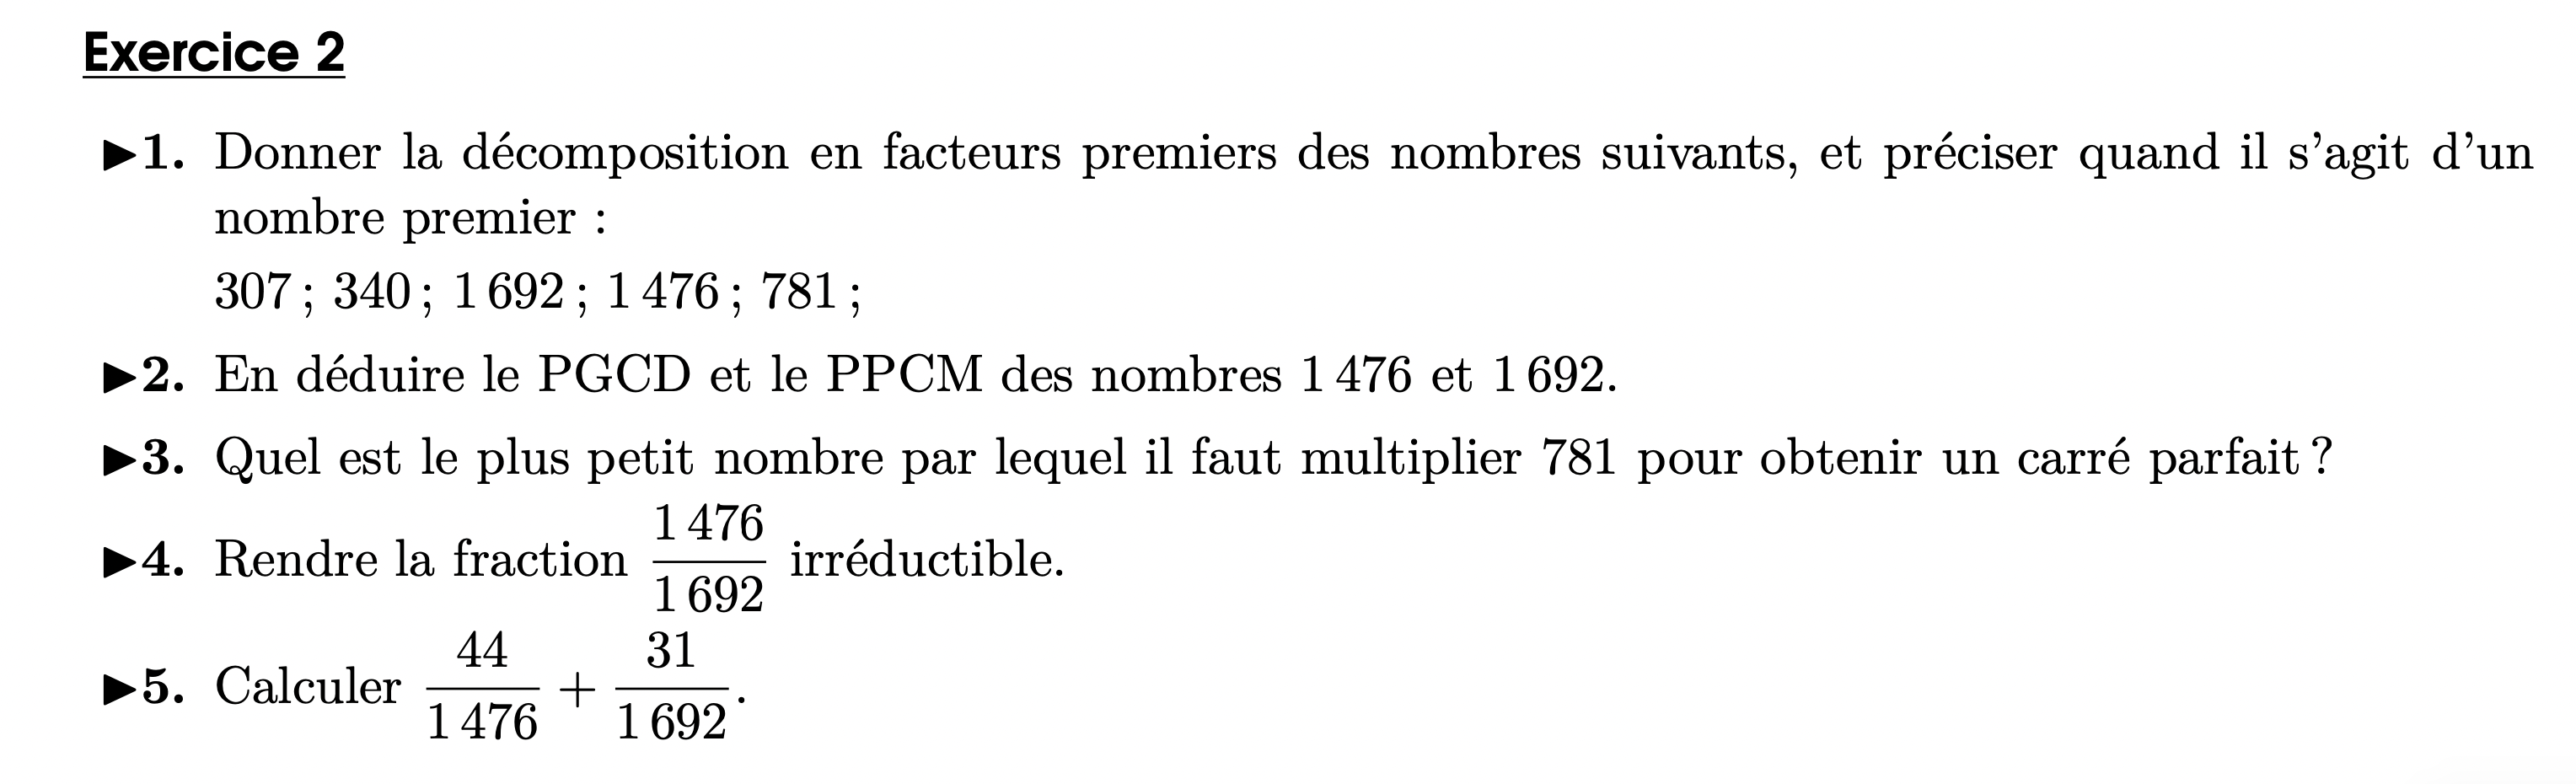 Exercice 2
▶1. Donner la décomposition en facteurs premiers des nombres suivants, et préciser quand il s'agit d'un
nombre premier :
307 ; 340 ; 1 692 ; 1 476 ; 781 ;
▶2. En déduire le PGCD et le PPCM des nombres 1 476 et 1 692.
▶3. Quel est le plus petit nombre par lequel il faut multiplier 781 pour obtenir un carré parfait ?
▶4. Rendre la fraction 1 476/1 692 irréductible.
▶5. Calculer 44/1 476 + 31/1 692.